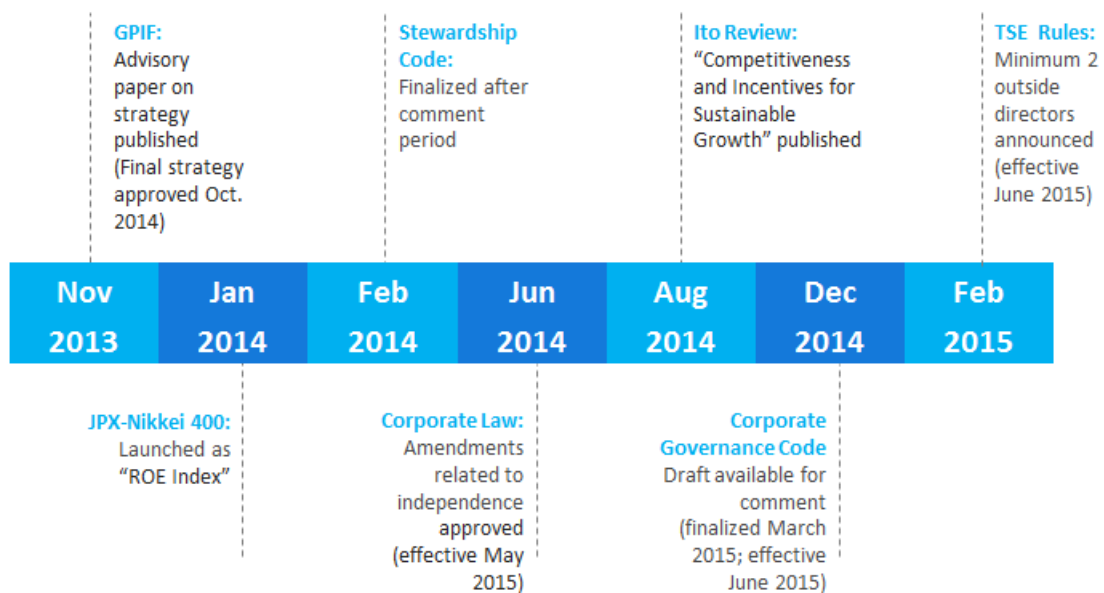 GPIF:
Advisory
paper on
strategy
published
(Final strategy
approved Oct.
2014)
Stewardship
Code:
Finalized after
comment
period
Ito Review:
“Competitiveness
and Incentives for
Sustainable
Growth” published
TSE Rules:
Minimum 2
outside
directors
announced
(effective
June 2015)
Nov
2013
Jan
2014
Feb
2014
Jun
2014
Aug
2014
Dec
2014
Feb
2015
JPX-Nikkei 400:
Launched as
“ROE Index”
Corporate Law:
Amendments
related to
independence
approved
(effective May
2015)
Corporate
Governance Code
Draft available for
comment
(finalized March
2015; effective
June 2015)